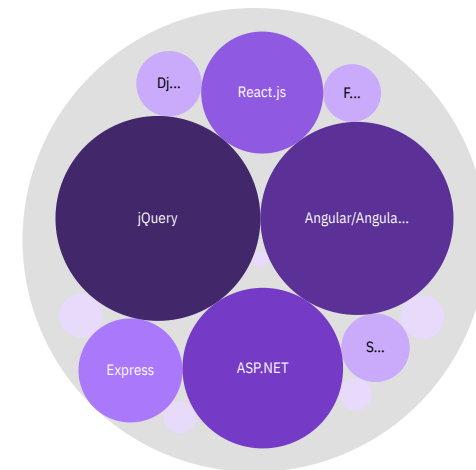 Dj...
React.js
F...
jQuery
Angular/Angula...
Express
ASP.NET
S...